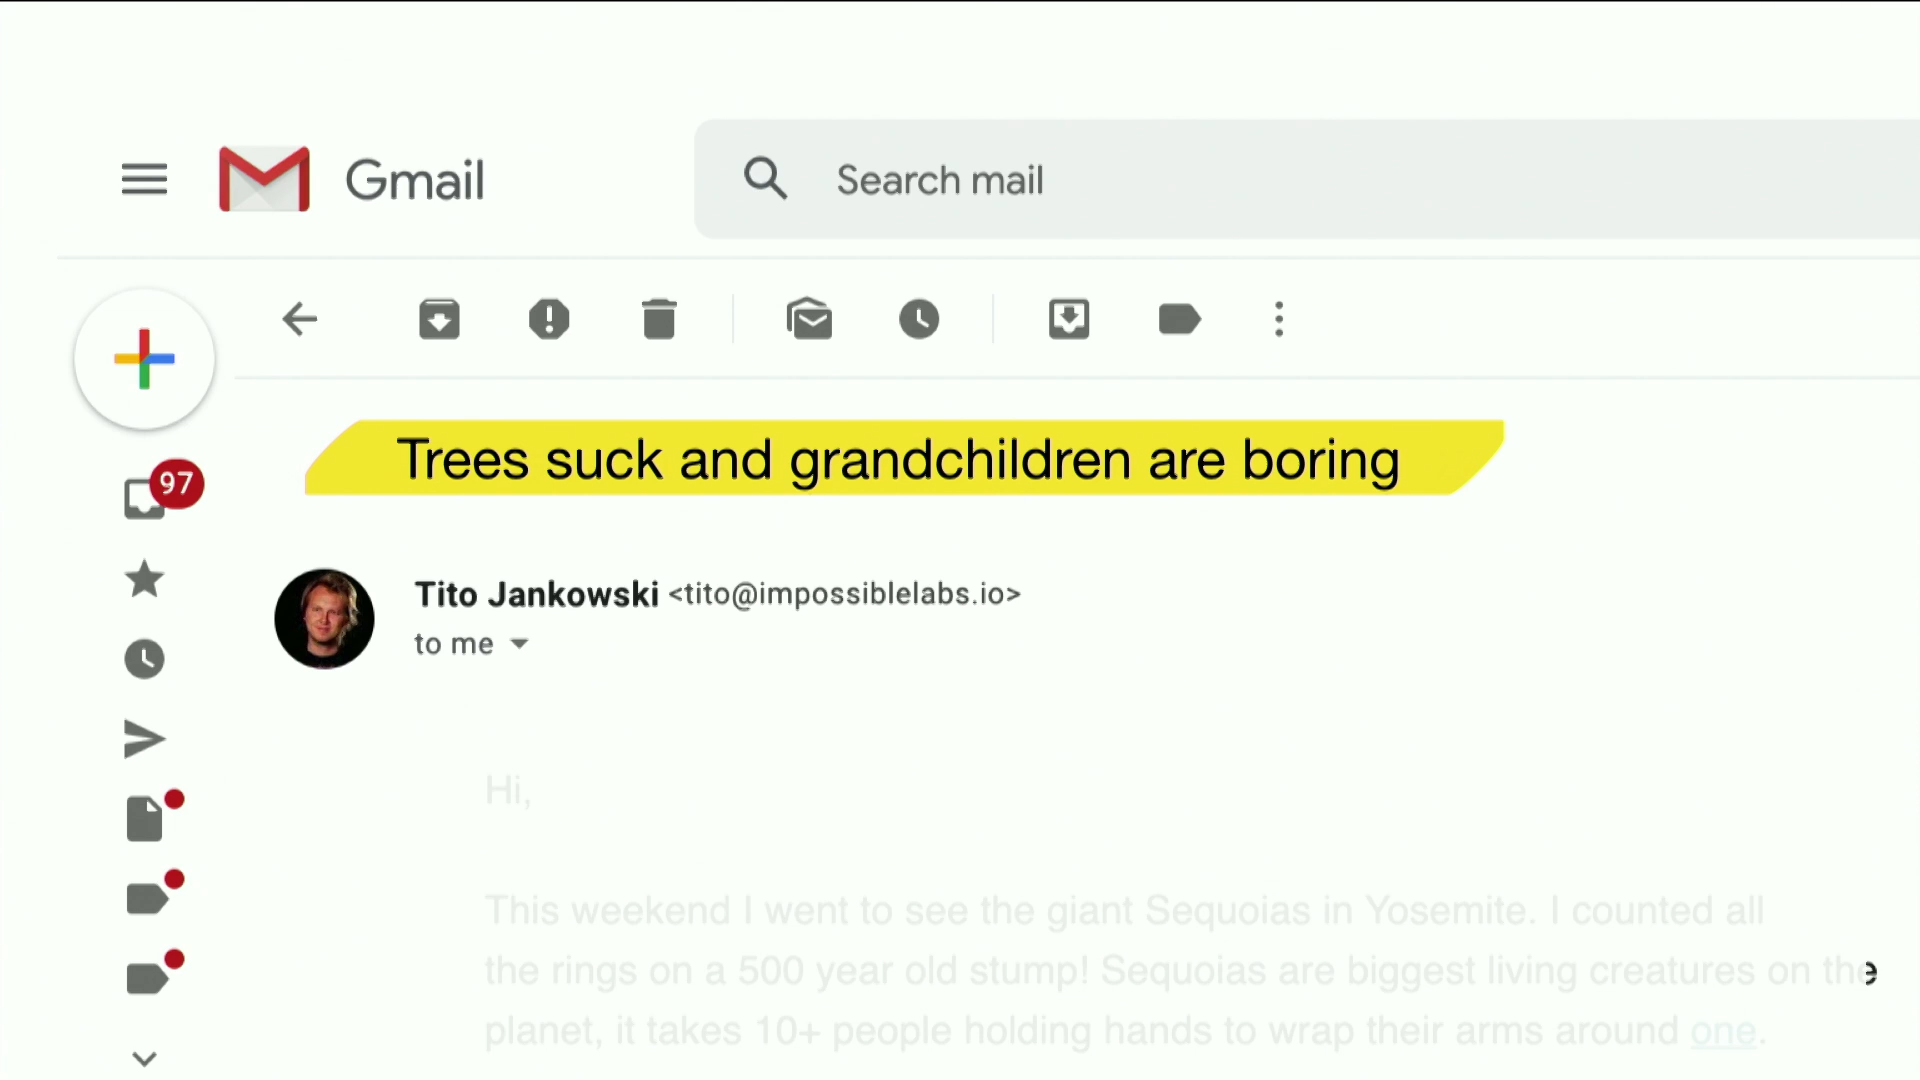 Gmail
Search mail
Trees suck and grandchildren are boring
97
Tito Jankowski <tito@impossiblelabs.io>
to me
Hi,
This weekend I went to see the giant Sequoias in Yosemite. I counted all
the rings on a 500 year old stump! Sequoias are biggest living creatures on the
planet, it takes 10+ people holding hands to wrap their arms around one.